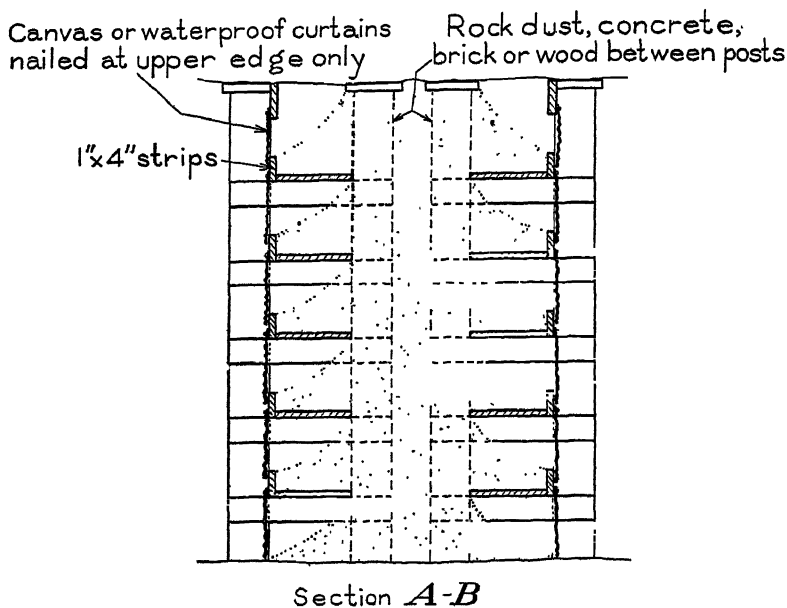 Canvas or waterproof curtains
nailed at upper edge only
Rock dust, concrete,
brick or wood between posts
1"x4" strips
Section A-B